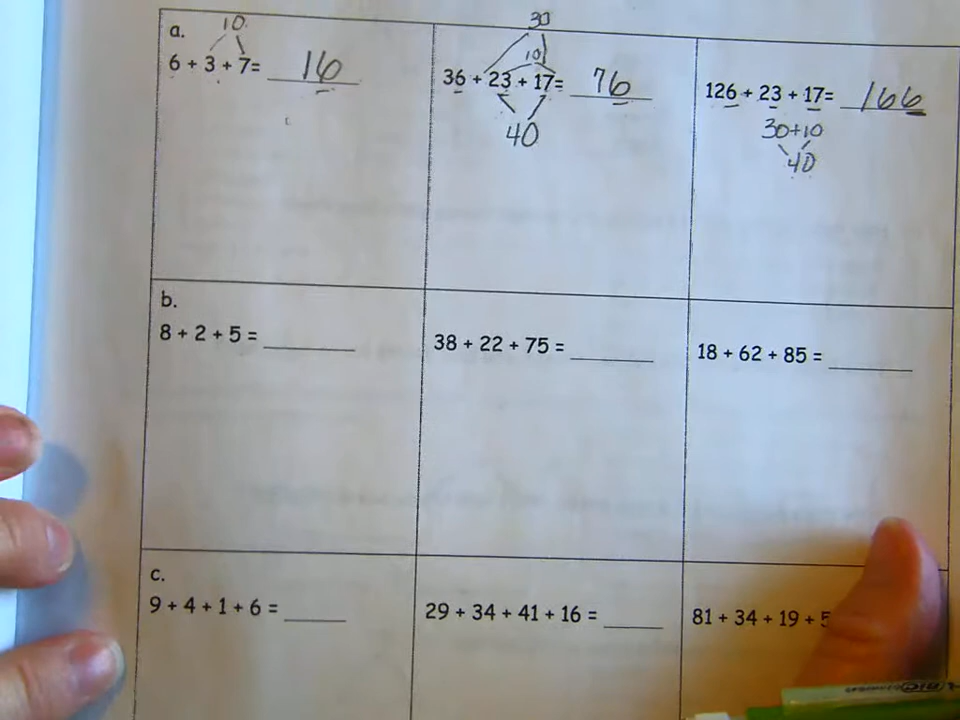 a.
10
6 + 3 + 7= 16
30
10
36 + 23 + 17= 76
40
126 + 23 + 17= 166
30+10
40
b.
8 + 2 + 5 =
38 + 22 + 75 =
18 + 62 + 85 =
c.
9 + 4 + 1 + 6 =
29 + 34 + 41 + 16 =
81 + 34 + 19 + 5